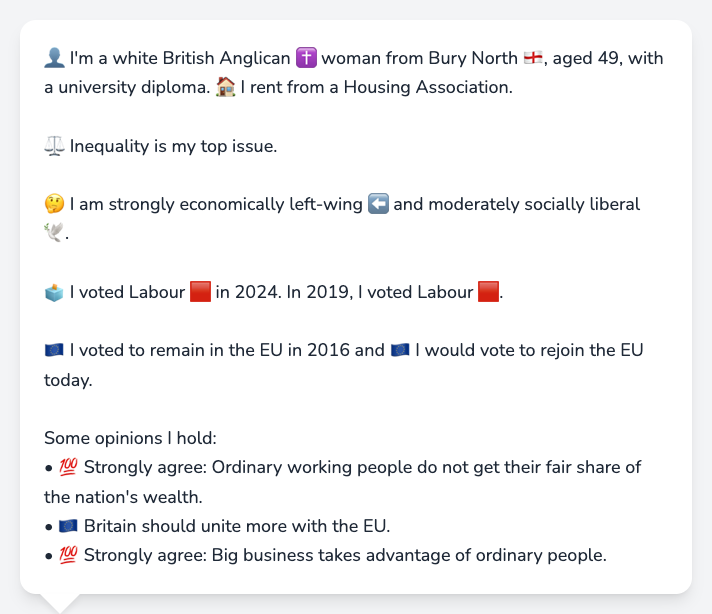 👤 I'm a white British Anglican ✝️ woman from Bury North 🏴󠁧󠁢󠁥󠁮󠁧󠁿, aged 49, with
a university diploma. 🏠 I rent from a Housing Association.
⚖️ Inequality is my top issue.
🤔 I am strongly economically left-wing ⬅️ and moderately socially liberal
🕊️.
🗳️ I voted Labour 🟥 in 2024. In 2019, I voted Labour 🟥.
🇪🇺 I voted to remain in the EU in 2016 and 🇪🇺 I would vote to rejoin the EU
today.
Some opinions I hold:
• 💯 Strongly agree: Ordinary working people do not get their fair share of
the nation's wealth.
• 🇪🇺 Britain should unite more with the EU.
• 💯 Strongly agree: Big business takes advantage of ordinary people.